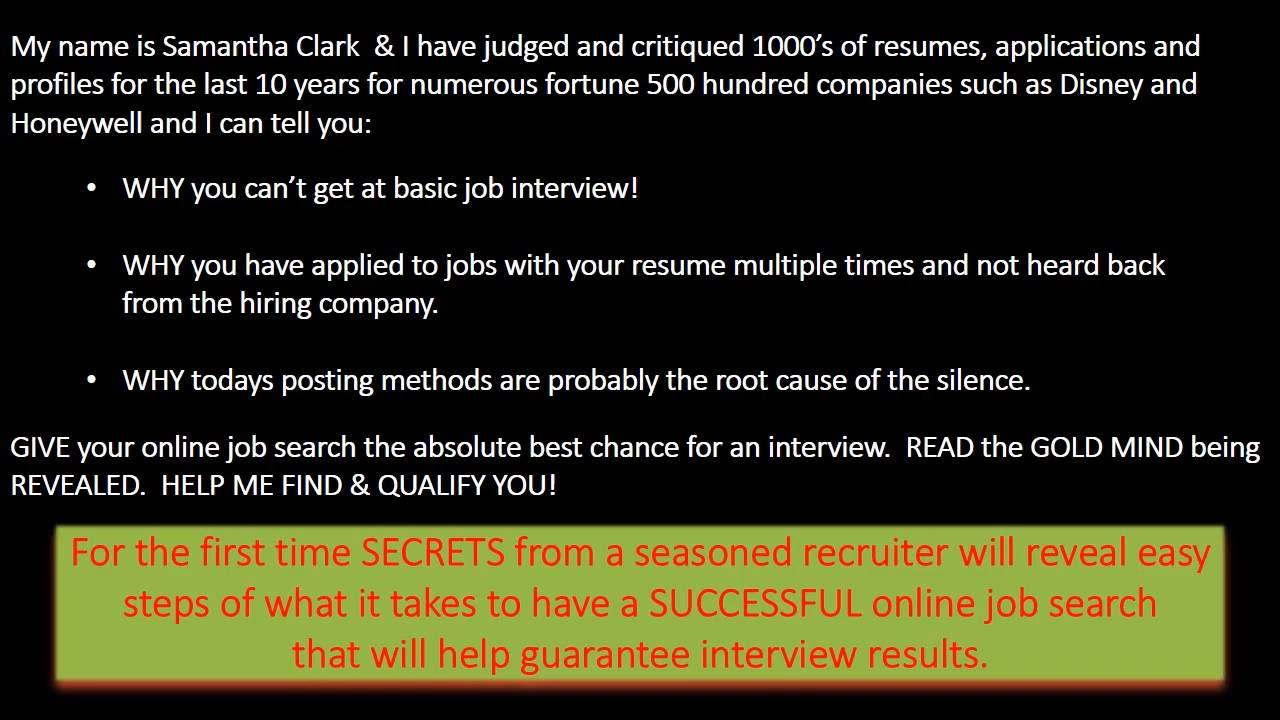 My name is Samantha Clark  & I have judged and critiqued 1000’s of resumes, applications and
profiles for the last 10 years for numerous fortune 500 hundred companies such as Disney and
Honeywell and I can tell you:
• WHY you can’t get at basic job interview!
• WHY you have applied to jobs with your resume multiple times and not heard back
from the hiring company.
• WHY todays posting methods are probably the root cause of the silence.
GIVE your online job search the absolute best chance for an interview.  READ the GOLD MIND being
REVEALED.  HELP ME FIND & QUALIFY YOU!
For the first time SECRETS from a seasoned recruiter will reveal easy
steps of what it takes to have a SUCCESSFUL online job search
that will help guarantee interview results.